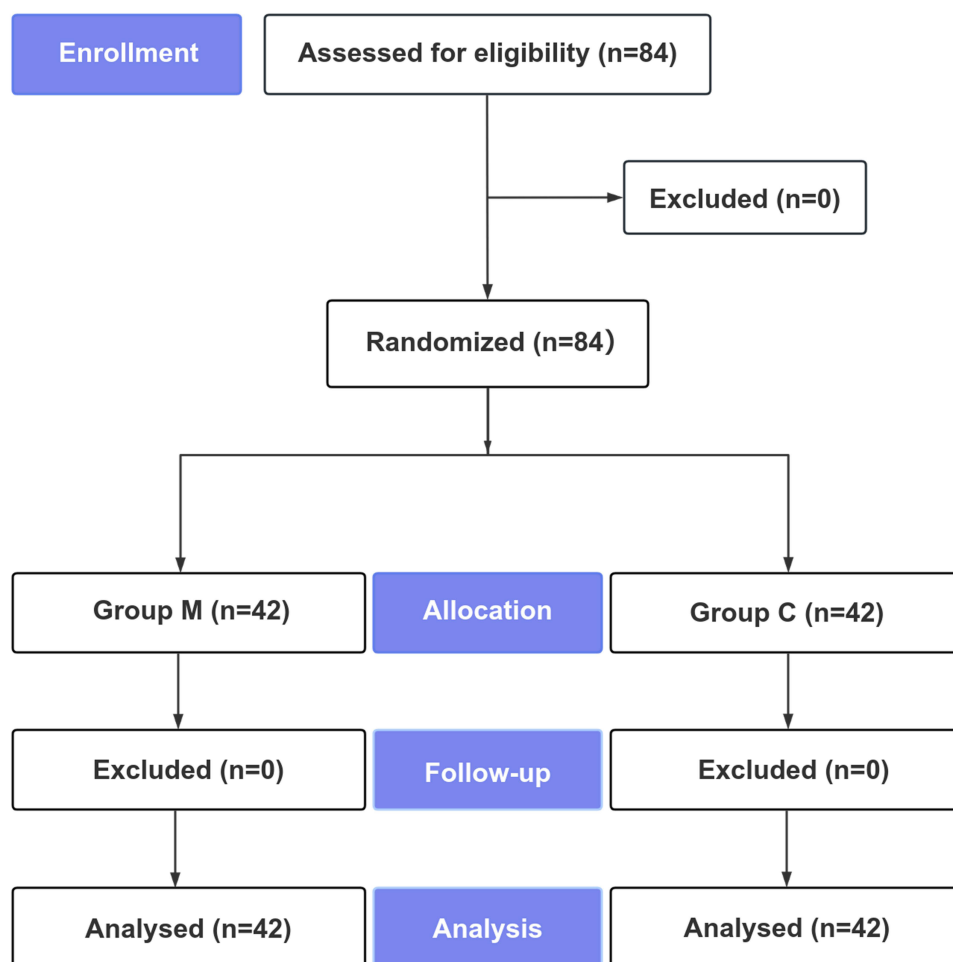 Enrollment
Assessed for eligibility (n=84)
Excluded (n=0)
Randomized (n=84）
Group M (n=42)
Allocation
Group C (n=42)
Excluded (n=0)
Follow-up
Excluded (n=0)
Analysed (n=42)
Analysis
Analysed (n=42)